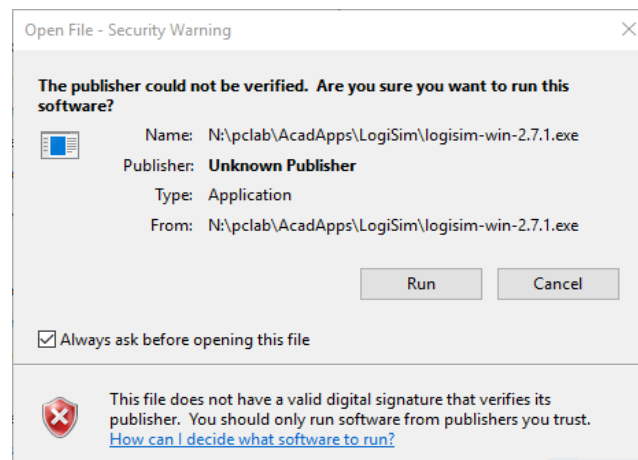 Open File - Security Warning
The publisher could not be verified.  Are you sure you want to run this
software?
Name: N:\pclab\AcadApps\LogiSim\logisim-win-2.7.1.exe
Publisher: Unknown Publisher
Type: Application
From: N:\pclab\AcadApps\LogiSim\logisim-win-2.7.1.exe
Run Cancel
Always ask before opening this file
This file does not have a valid digital signature that verifies its
publisher.  You should only run software from publishers you trust.
How can I decide what software to run?